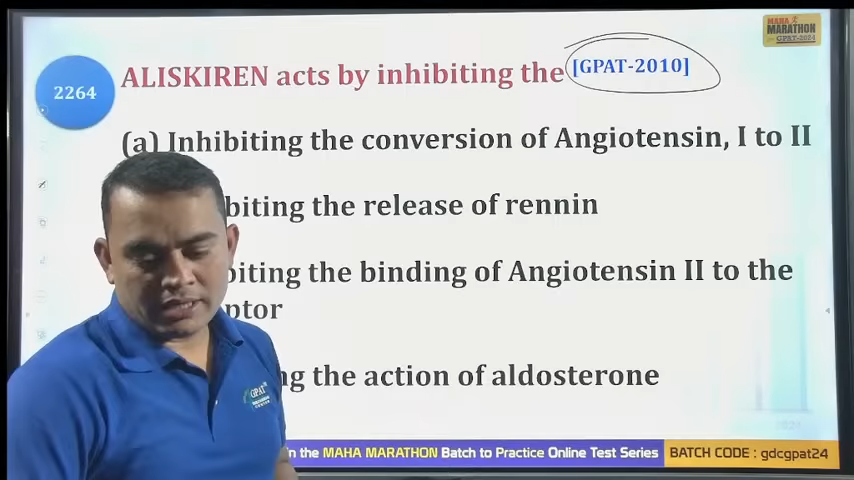 MAHA
MARATHON
GPAT-2024
2264
ALISKIREN acts by inhibiting the [GPAT-2010]
(a) Inhibiting the conversion of Angiotensin, I to II
biting the release of rennin
biting the binding of Angiotensin II to the
ptor
ng the action of aldosterone
GPAT
n the MAHA MARATHON Batch to Practice Online Test Series
BATCH CODE : gdcgpat24